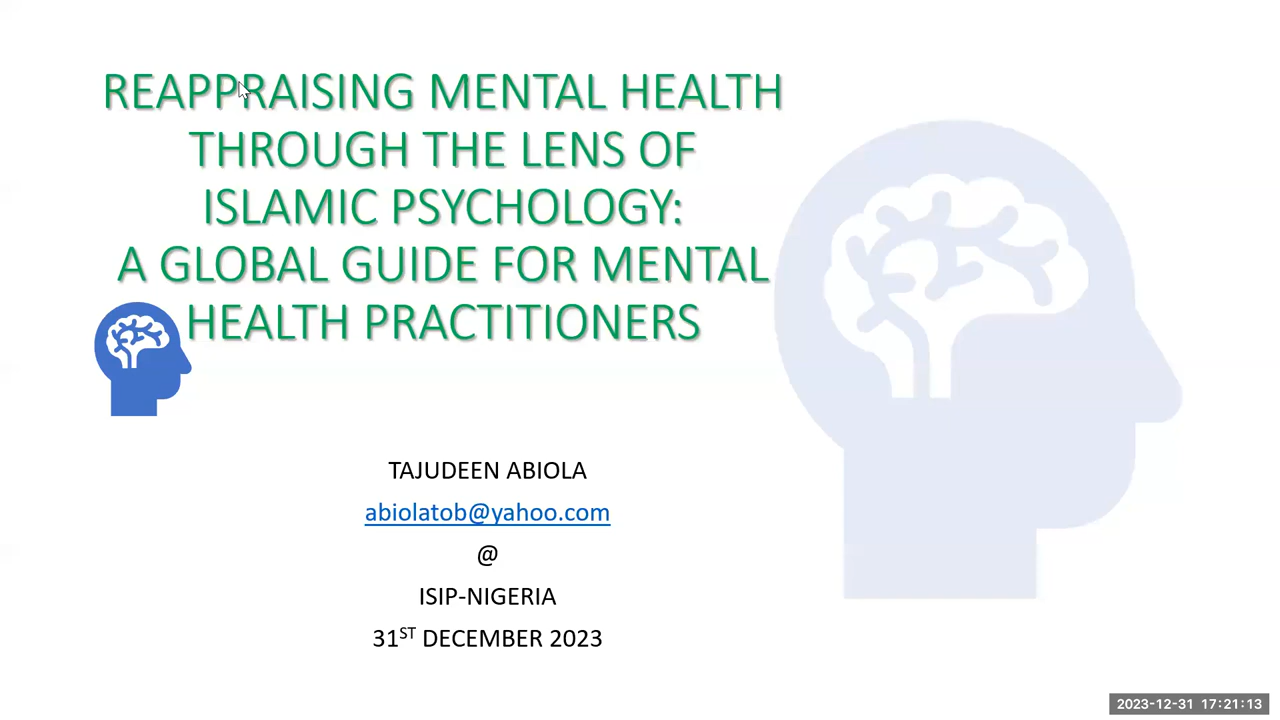 REAPPRAISING MENTAL HEALTH
THROUGH THE LENS OF
ISLAMIC PSYCHOLOGY:
A GLOBAL GUIDE FOR MENTAL
HEALTH PRACTITIONERS
TAJUDEEN ABIOLA
abiolatob@yahoo.com
@
ISIP-NIGERIA
31ST DECEMBER 2023
2023-12-31 17:21:13